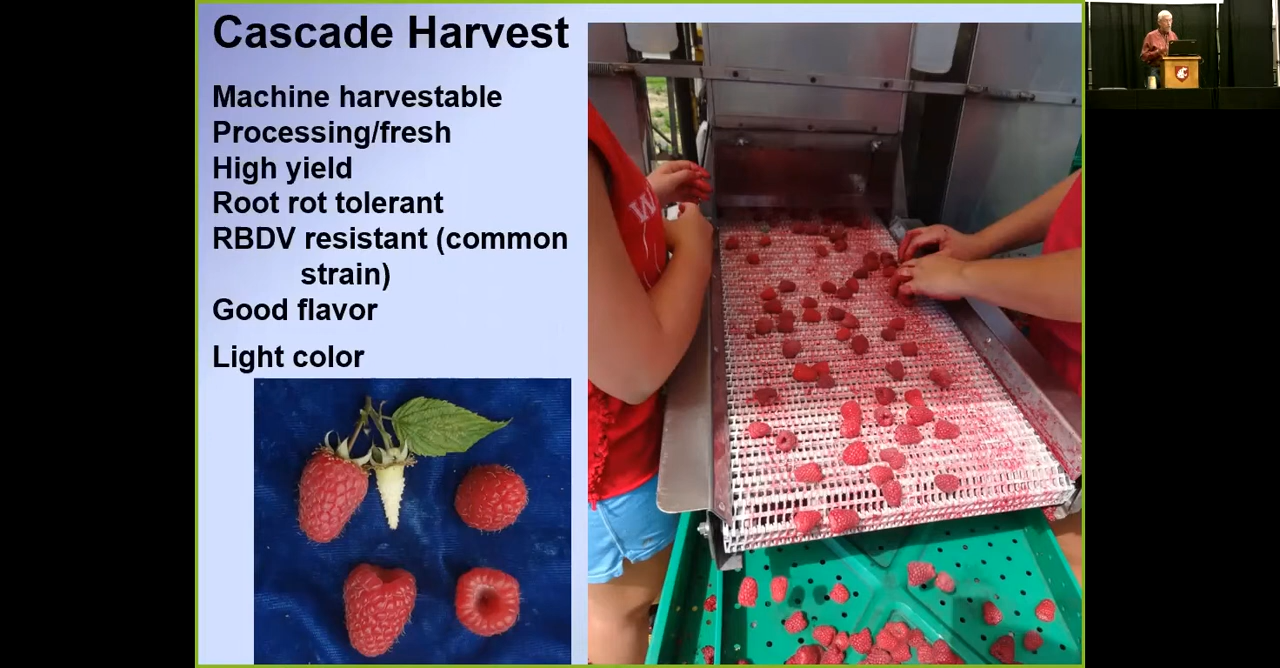 Cascade Harvest
Machine harvestable
Processing/fresh
High yield
Root rot tolerant
RBDV resistant (common
strain)
Good flavor
Light color